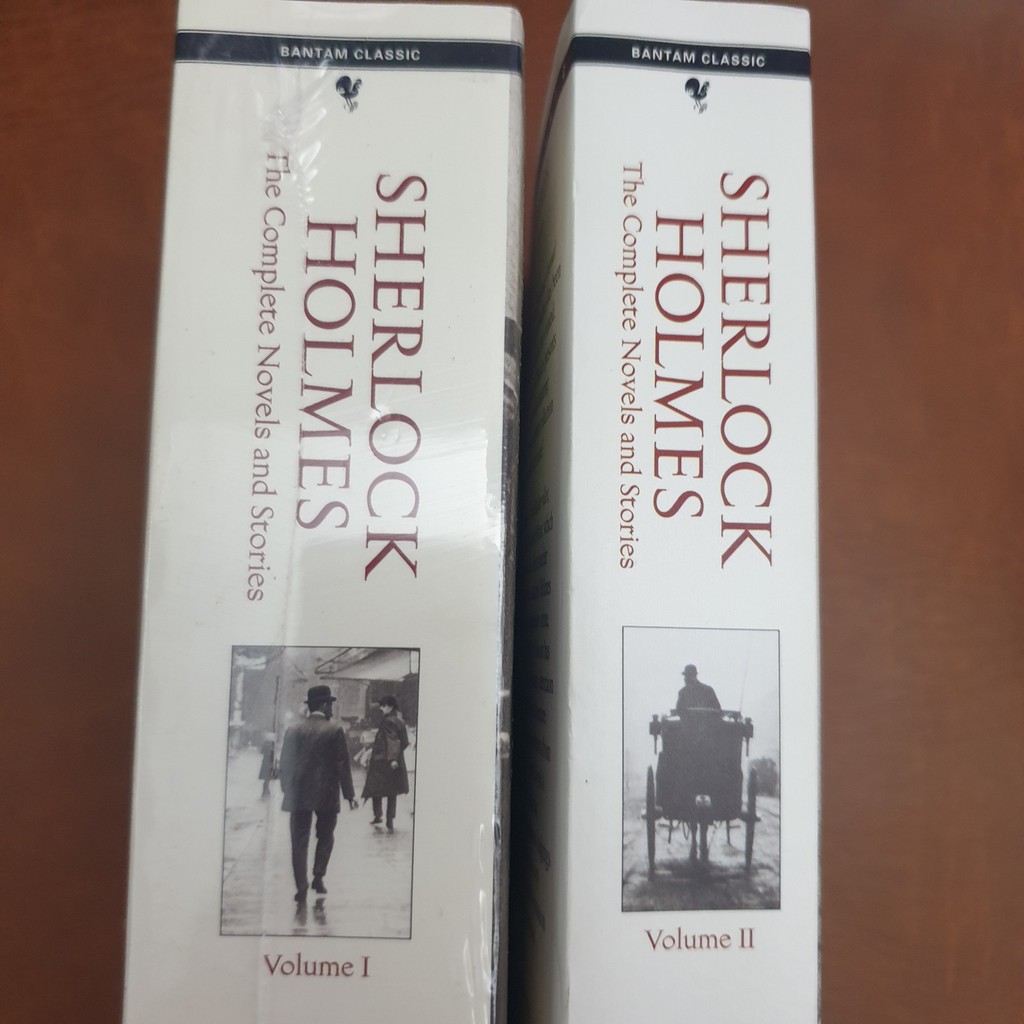 BANTAM CLASSIC
SHERLOCK
HOLMES
The Complete Novels and Stories
Volume I
BANTAM CLASSIC
SHERLOCK
HOLMES
The Complete Novels and Stories
Volume II